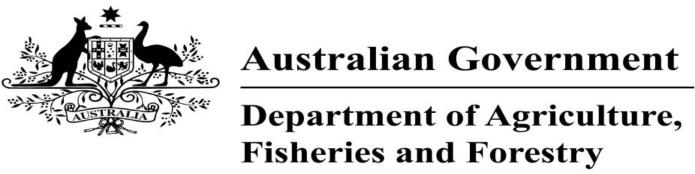 AUSTRALIA
Australian Government
Department of Agriculture,
Fisheries and Forestry